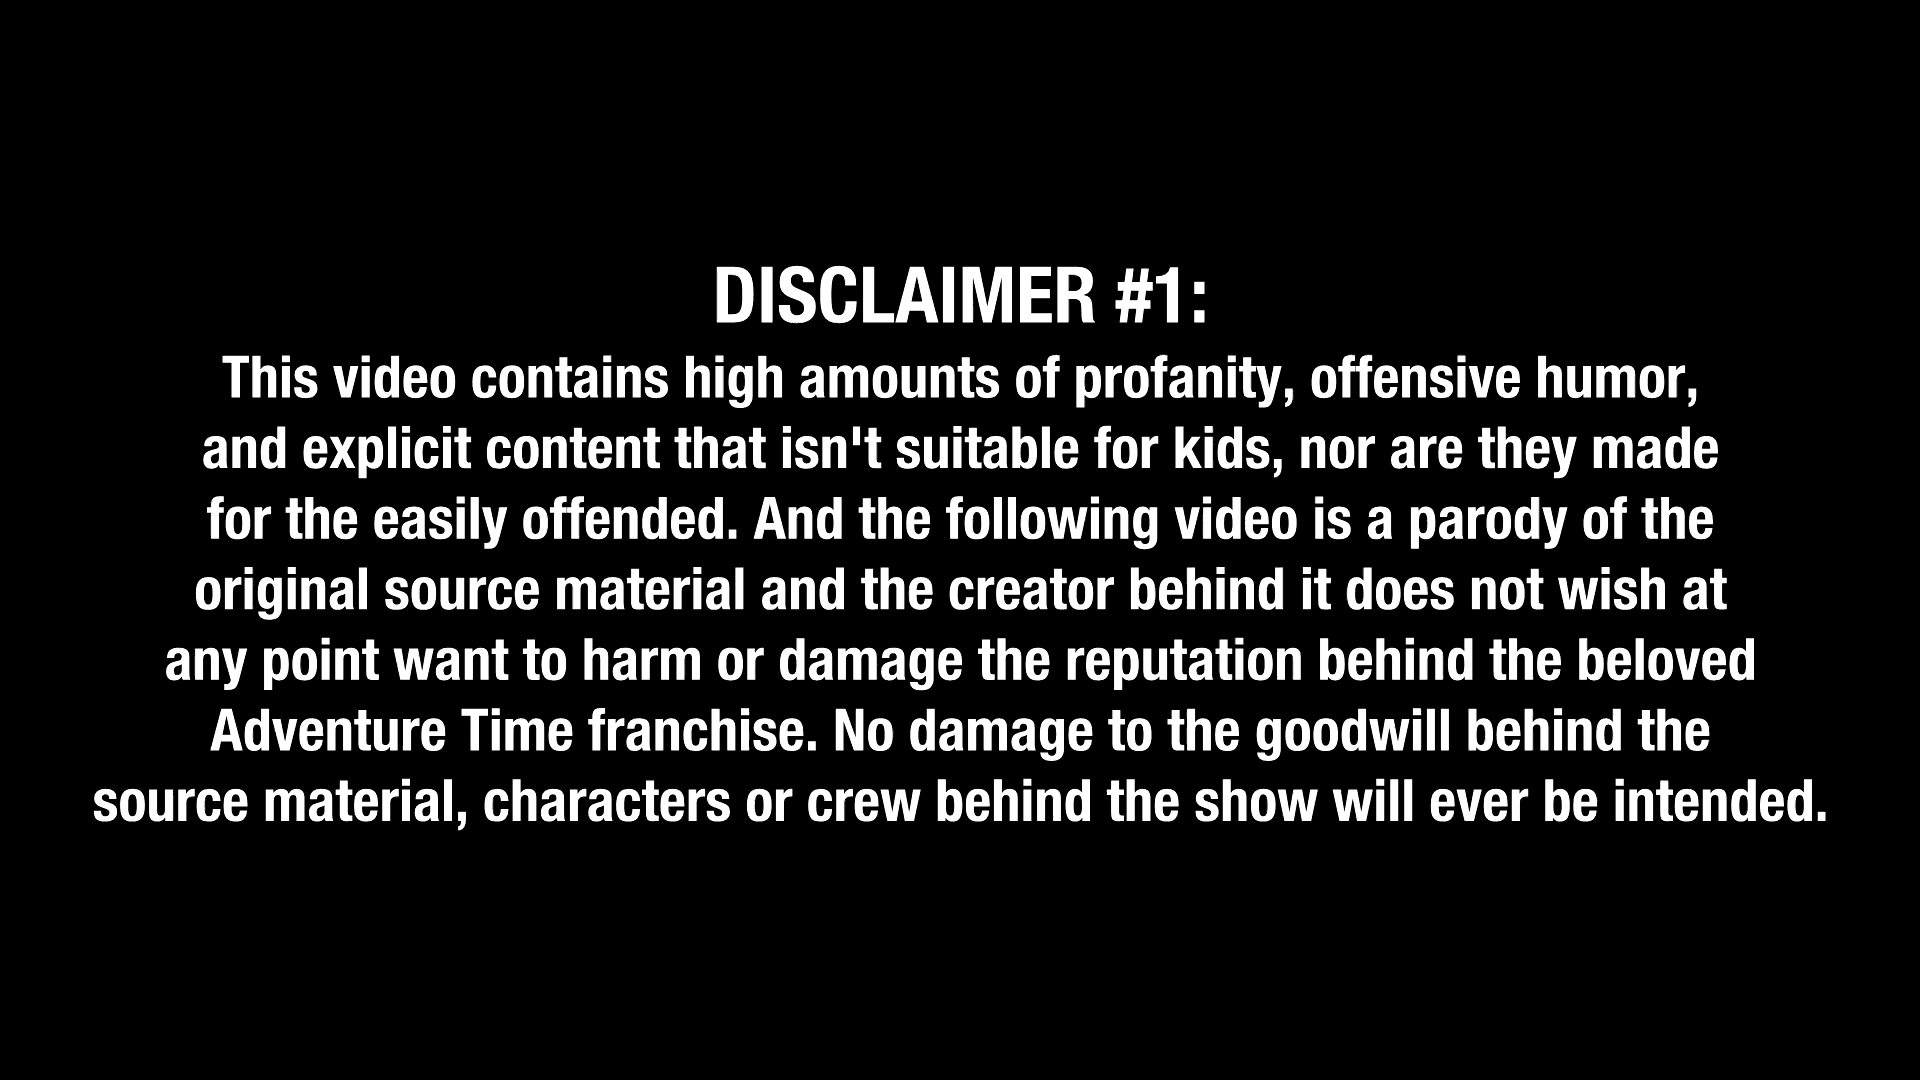 DISCLAIMER #1:
This video contains high amounts of profanity, offensive humor,
and explicit content that isn't suitable for kids, nor are they made
for the easily offended. And the following video is a parody of the
original source material and the creator behind it does not wish at
any point want to harm or damage the reputation behind the beloved
Adventure Time franchise. No damage to the goodwill behind the
source material, characters or crew behind the show will ever be intended.